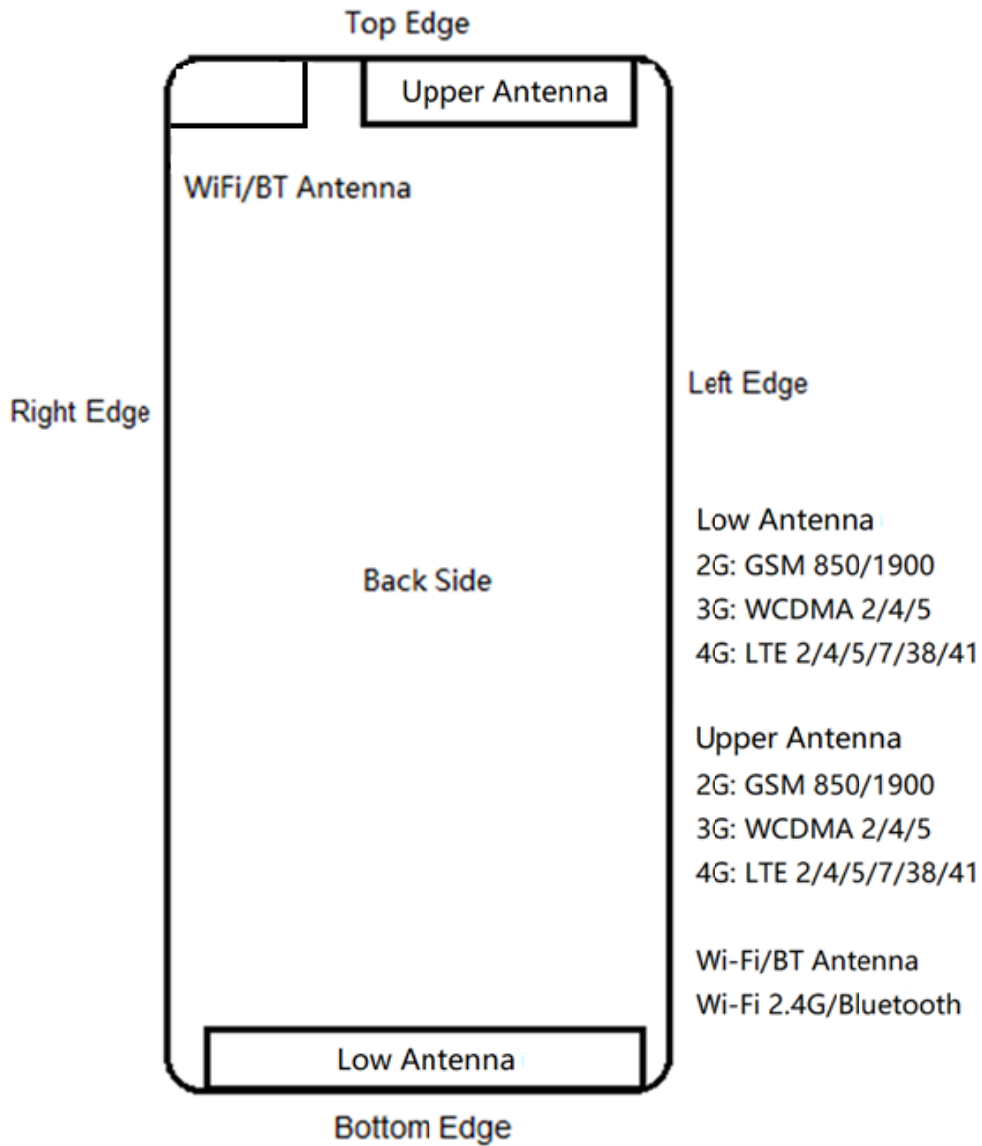 Top Edge
Upper Antenna
WiFi/BT Antenna
Left Edge
Right Edge
Back Side
Low Antenna
2G: GSM 850/1900
3G: WCDMA 2/4/5
4G: LTE 2/4/5/7/38/41
Upper Antenna
2G: GSM 850/1900
3G: WCDMA 2/4/5
4G: LTE 2/4/5/7/38/41
Wi-Fi/BT Antenna
Wi-Fi 2.4G/Bluetooth
Low Antenna
Bottom Edge